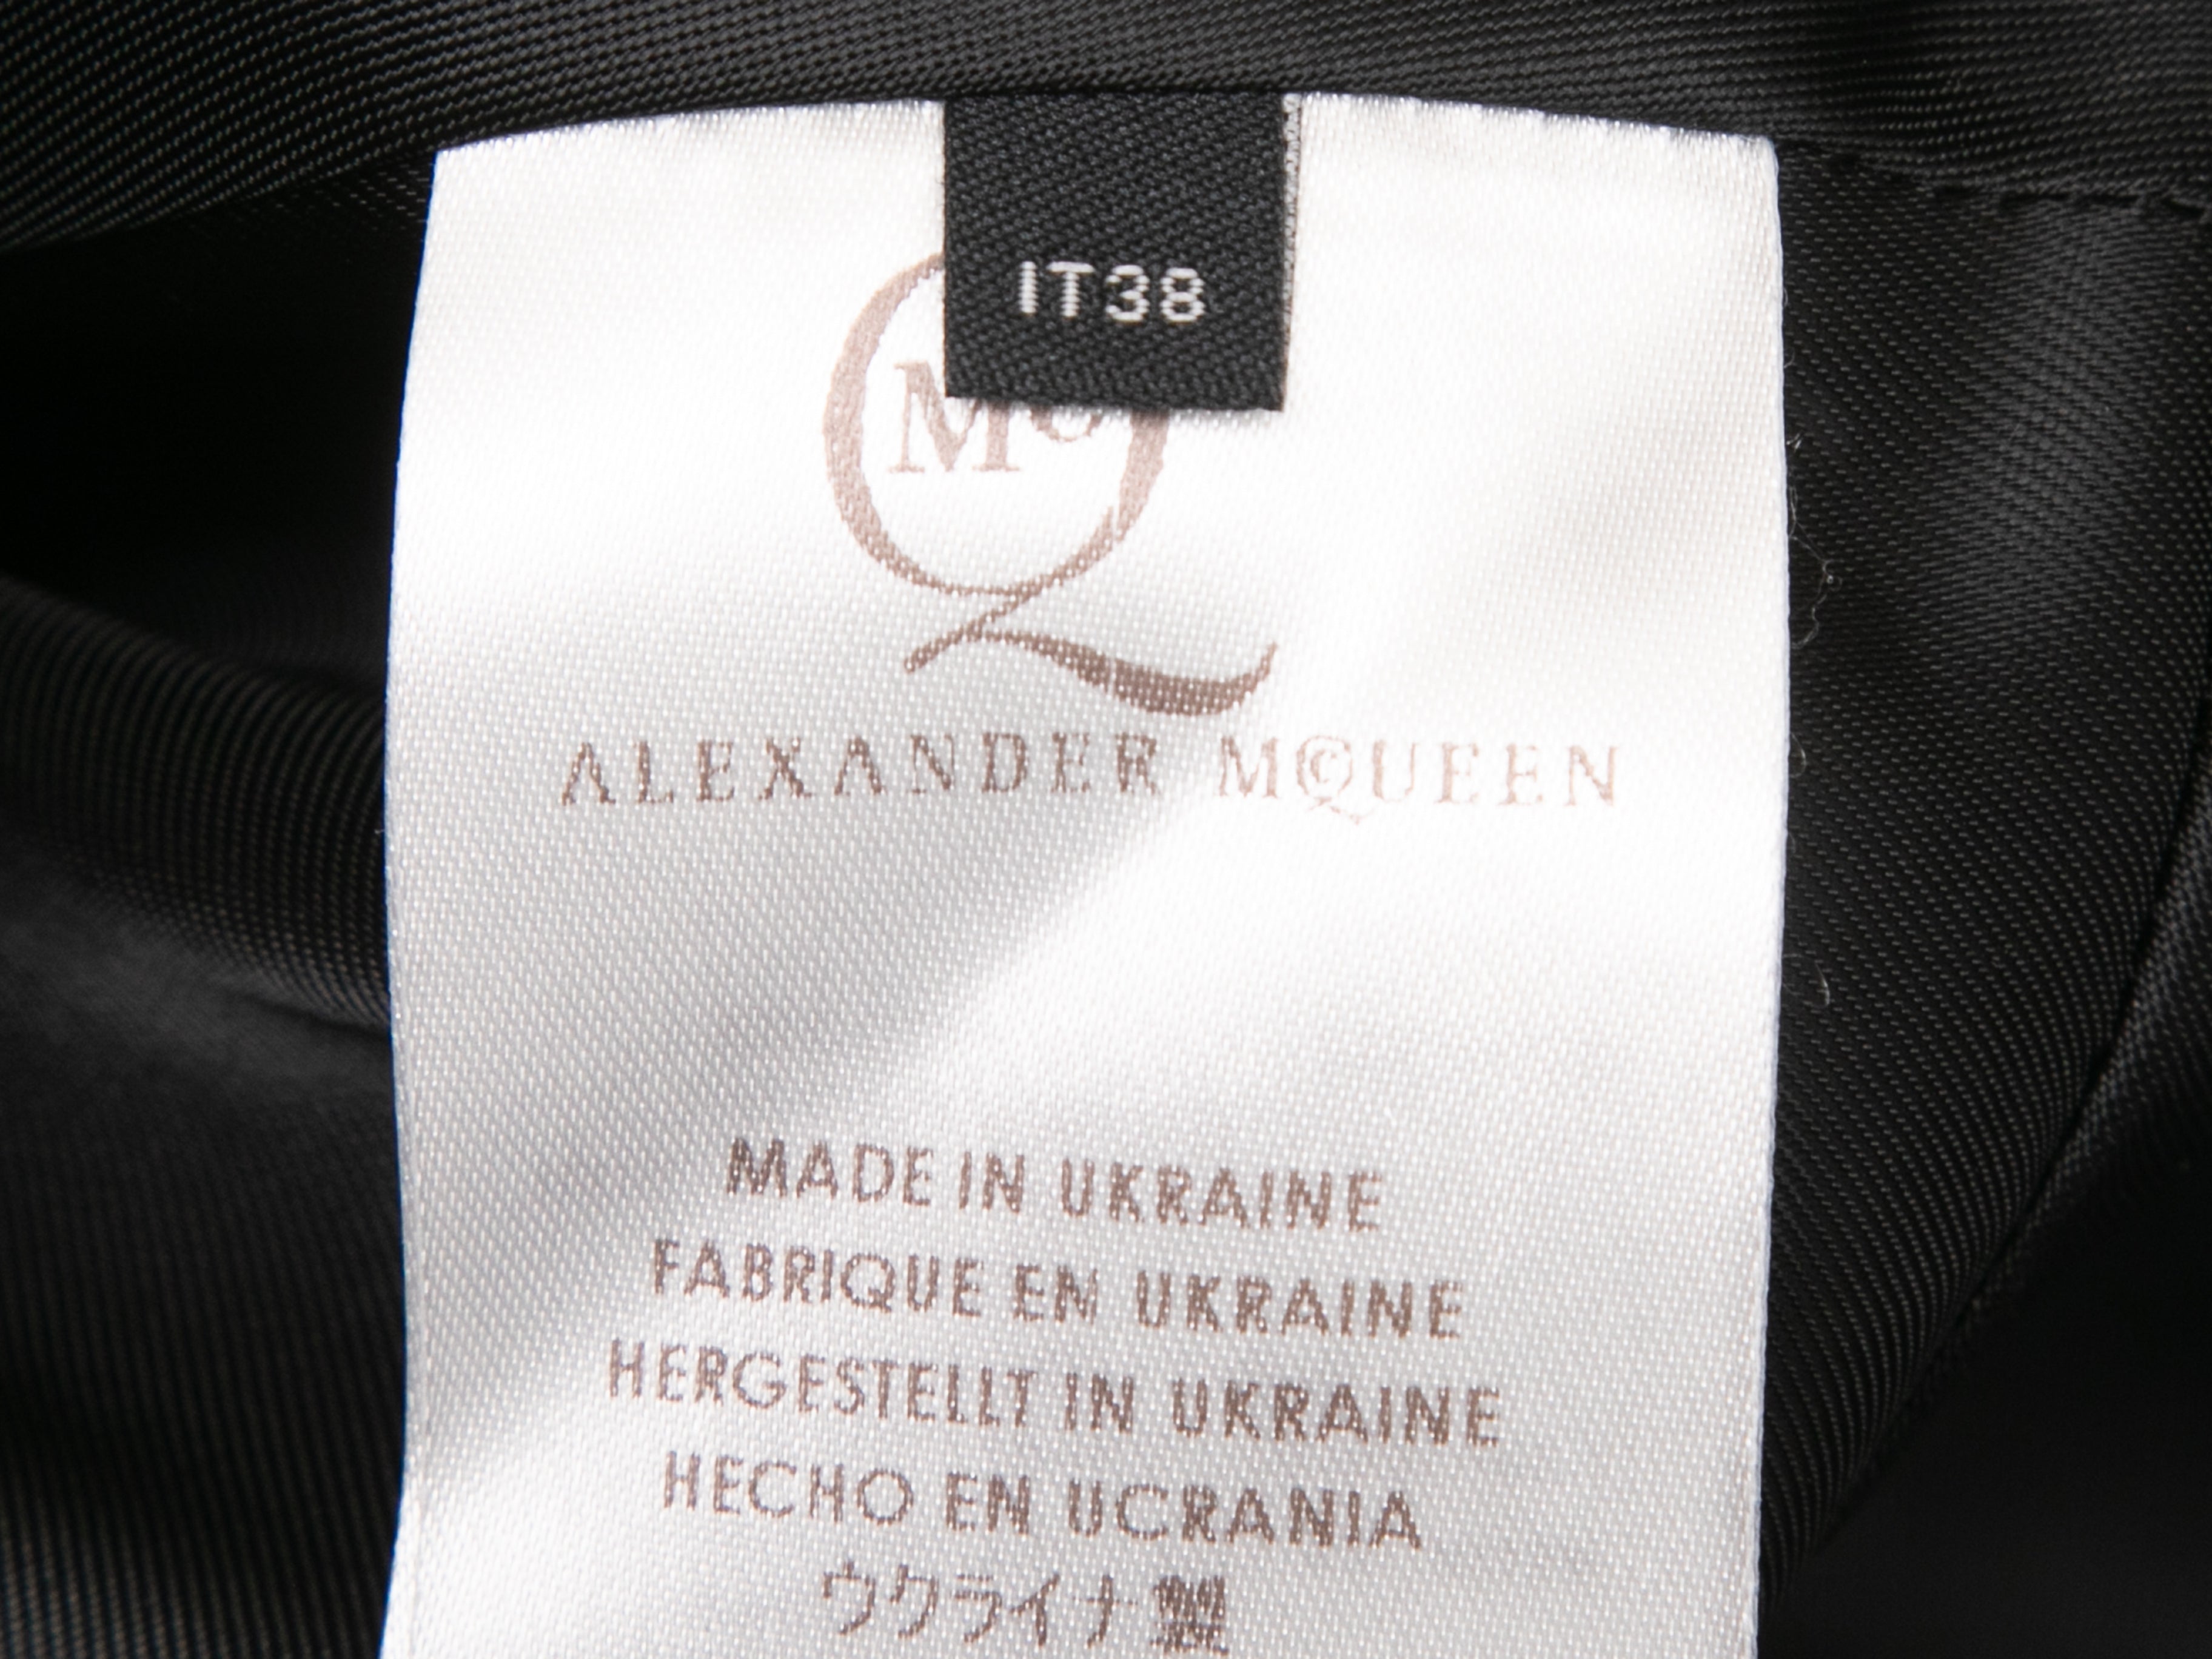 IT38
McQ
ALEXANDER MCQUEEN
MADE IN UKRAINE
FABRIQUE EN UKRAINE
HERGESTELLT IN UKRAINE
HECHO EN UCRANIA
ウクライナ製